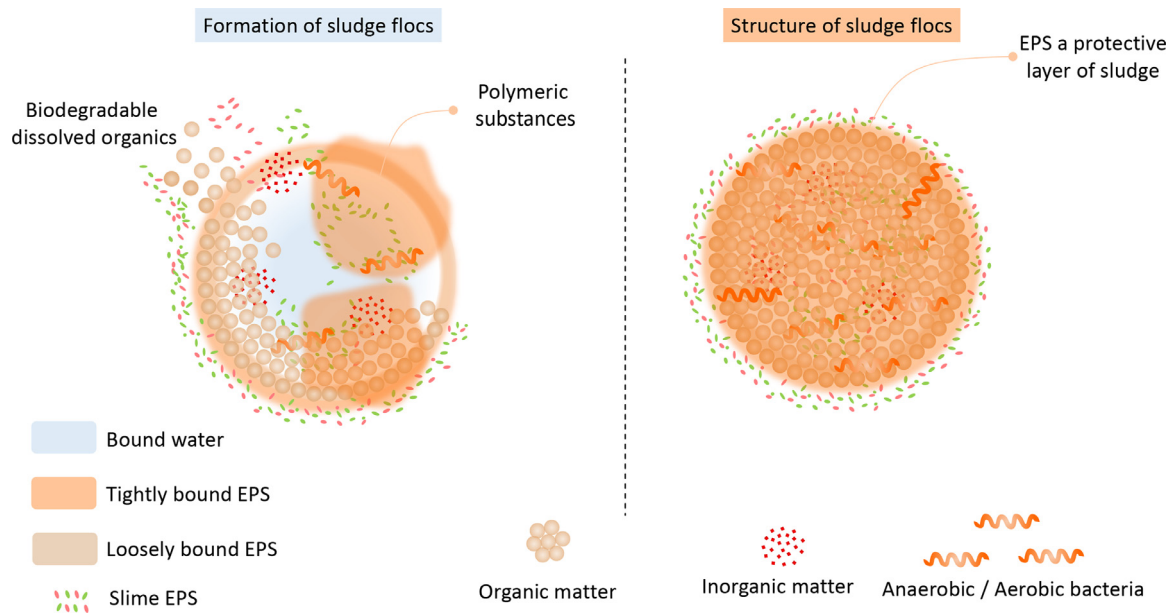 Formation of sludge flocs
Structure of sludge flocs
EPS a protective
layer of sludge
Biodegradable
dissolved organics
Polymeric
substances
Bound water
Tightly bound EPS
Loosely bound EPS
Slime EPS
Organic matter
Inorganic matter
Anaerobic / Aerobic bacteria